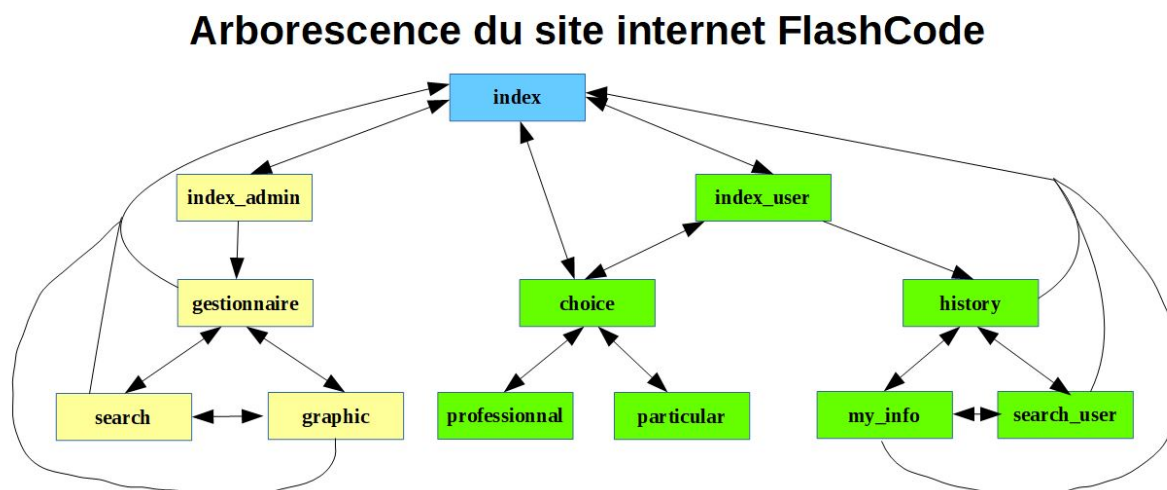 Arborescence du site internet FlashCode
index
index_admin
index_user
gestionnaire
choice
history
search
graphic
professionnal
particular
my_info
search_user